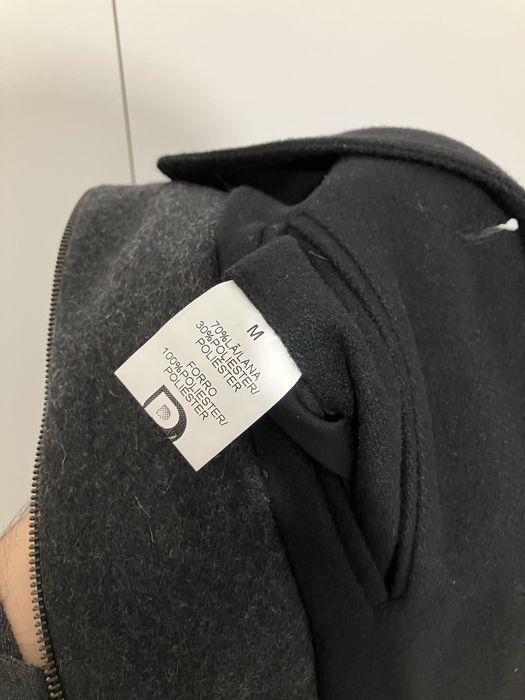 M
70%LÃ/LANA
30%POLIESTER/
POLIÉSTER
FORRO
100%POLIESTER/
POLIÉSTER
D